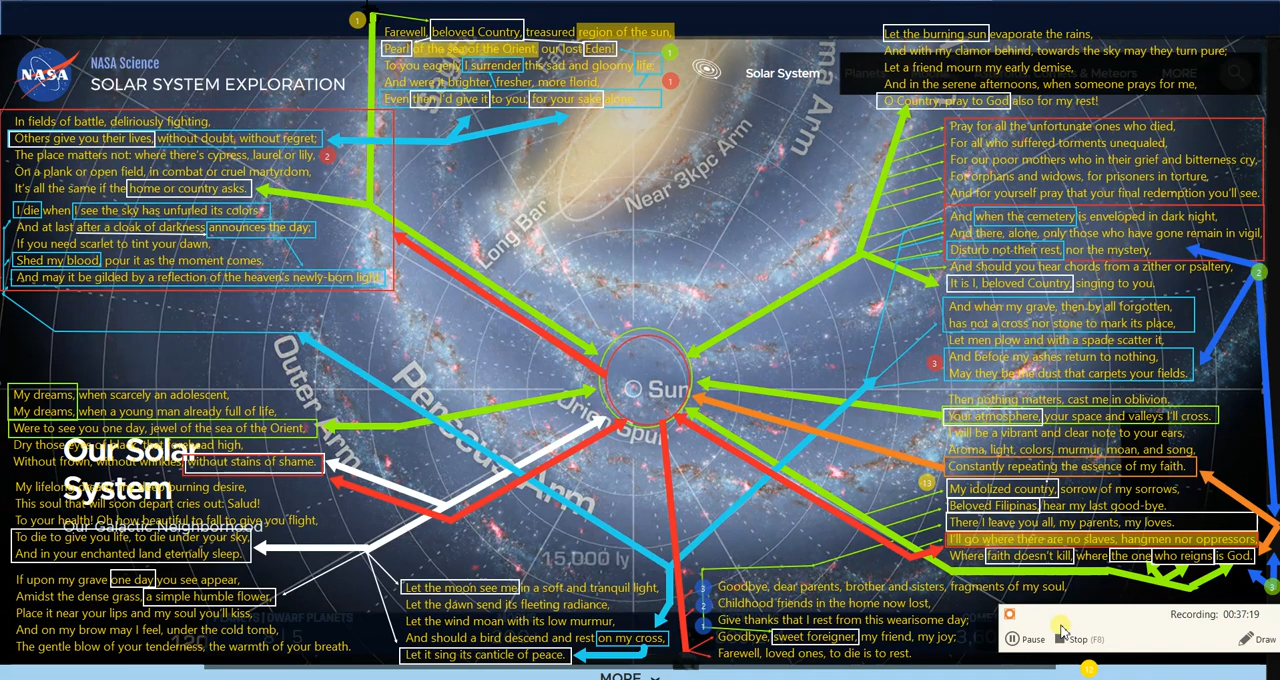 1
Farewell, beloved Country, treasured region of the sun,
Pearl of the sea of the Orient, our lost Eden!
To you eagerly I surrender this sad and gloomy life;
And were it brighter, fresher, more florid,
Even then I'd give it to you, for your sake alone.
1
1
NASA
NASA Science
SOLAR SYSTEM EXPLORATION
Solar System
Planets
Meteors
MORE
In fields of battle, deliriously fighting,
Others give you their lives, without doubt, without regret;
The place matters not: where there's cypress, laurel or lily,
On a plank or open field, in combat or cruel martyrdom,
It's all the same if the home or country asks.
2
I die when I see the sky has unfurled its colors
And at last after a cloak of darkness announces the day;
If you need scarlet to tint your dawn,
Shed my blood, pour it as the moment comes,
And may it be gilded by a reflection of the heaven's newly-born light.
My dreams, when scarcely an adolescent,
My dreams, when a young man already full of life,
Were to see you one day, jewel of the sea of the Orient,
Dry those eyes of black, that forehead high,
Without frown, without wrinkles, without stains of shame.
Our Solar
System
Our Galactic Neighborhood
My lifelong burning desire,
This soul that will soon depart cries out: Salud!
To your health! Oh how beautiful to fall to give you flight,
To die to give you life, to die under your sky,
And in your enchanted land eternally sleep.
If upon my grave one day you see appear,
Amidst the dense grass, a simple humble flower,
Place it near your lips and my soul you'll kiss,
And on my brow may I feel, under the cold tomb,
The gentle blow of your tenderness, the warmth of your breath.
Let the moon see me in a soft and tranquil light,
Let the dawn send its fleeting radiance,
Let the wind moan with its low murmur,
And should a bird descend and rest on my cross,
Let it sing its canticle of peace.
Let the burning sun evaporate the rains,
And with my clamor behind, towards the sky may they turn pure;
Let a friend mourn my early demise,
And in the serene afternoons, when someone prays for me,
O Country, pray to God also for my rest!
Pray for all the unfortunate ones who died,
For all who suffered torments unequaled,
For our poor mothers who in their grief and bitterness cry,
For orphans and widows, for prisoners in torture,
And for yourself pray that your final redemption you'll see.
And when the cemetery is enveloped in dark night,
And there, alone, only those who have gone remain in vigil,
Disturb not their rest, nor the mystery,
And should you hear chords from a zither or psaltery,
It is I, beloved Country, singing to you.
2
And when my grave, then by all forgotten,
has not a cross nor stone to mark its place,
Let men plow and with a spade scatter it,
And before my ashes return to nothing,
May they be the dust that carpets your fields.
3
Then nothing matters, cast me in oblivion.
Your atmosphere, your space and valleys I'll cross.
I will be a vibrant and clear note to your ears,
Aroma, light, colors, murmur, moan, and song,
Constantly repeating the essence of my faith.
13
My idolized country, sorrow of my sorrows,
Beloved Filipinas, hear my last good-bye.
There I leave you all, my parents, my loves.
I'll go where there are no slaves, hangmen nor oppressors,
Where faith doesn't kill, where the one who reigns is God.
3
Goodbye, dear parents, brother and sisters, fragments of my soul,
Childhood friends in the home now lost,
Give thanks that I rest from this wearisome day;
Goodbye, sweet foreigner, my friend, my joy;
Farewell, loved ones, to die is to rest.
3
2
1
Long Bar
Near 3kpc Arm
Outer Arm
Perseus Arm
Orion Spur
Sun
15,000 ly
Recording: 00:37:19
Pause
Stop (F8)
Draw
MORE